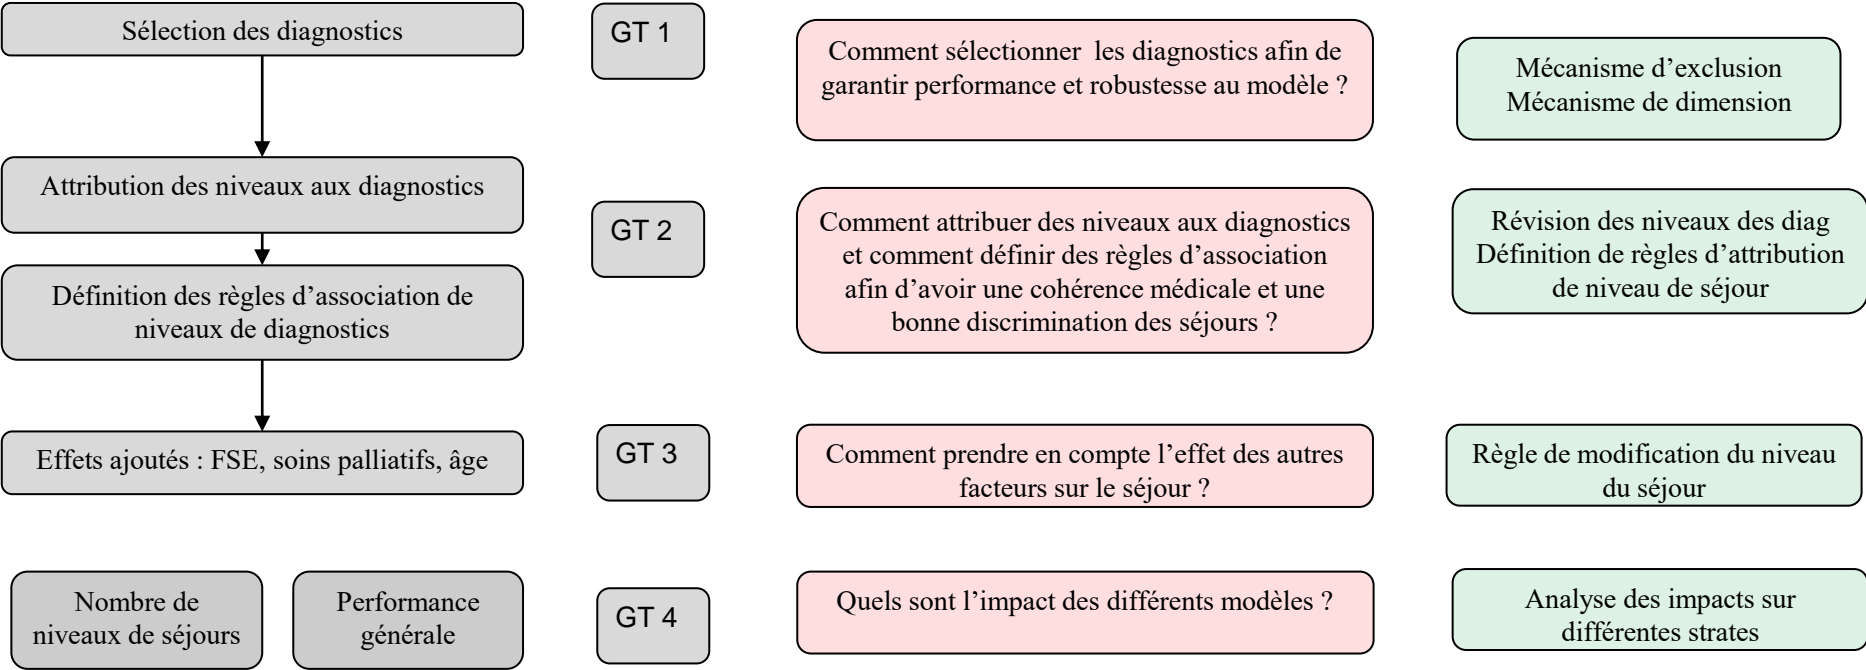 Sélection des diagnostics
GT 1
Comment sélectionner les diagnostics afin de
garantir performance et robustesse au modèle ?
Mécanisme d’exclusion
Mécanisme de dimension
Attribution des niveaux aux diagnostics
Définition des règles d’association de
niveaux de diagnostics
GT 2
Comment attribuer des niveaux aux diagnostics
et comment définir des règles d’association
afin d’avoir une cohérence médicale et une
bonne discrimination des séjours ?
Révision des niveaux des diag
Définition de règles d’attribution
de niveau de séjour
Effets ajoutés : FSE, soins palliatifs, âge
GT 3
Comment prendre en compte l’effet des autres
facteurs sur le séjour ?
Règle de modification du niveau
du séjour
Nombre de
niveaux de séjours
Performance
générale
GT 4
Quels sont l’impact des différents modèles ?
Analyse des impacts sur
différentes strates